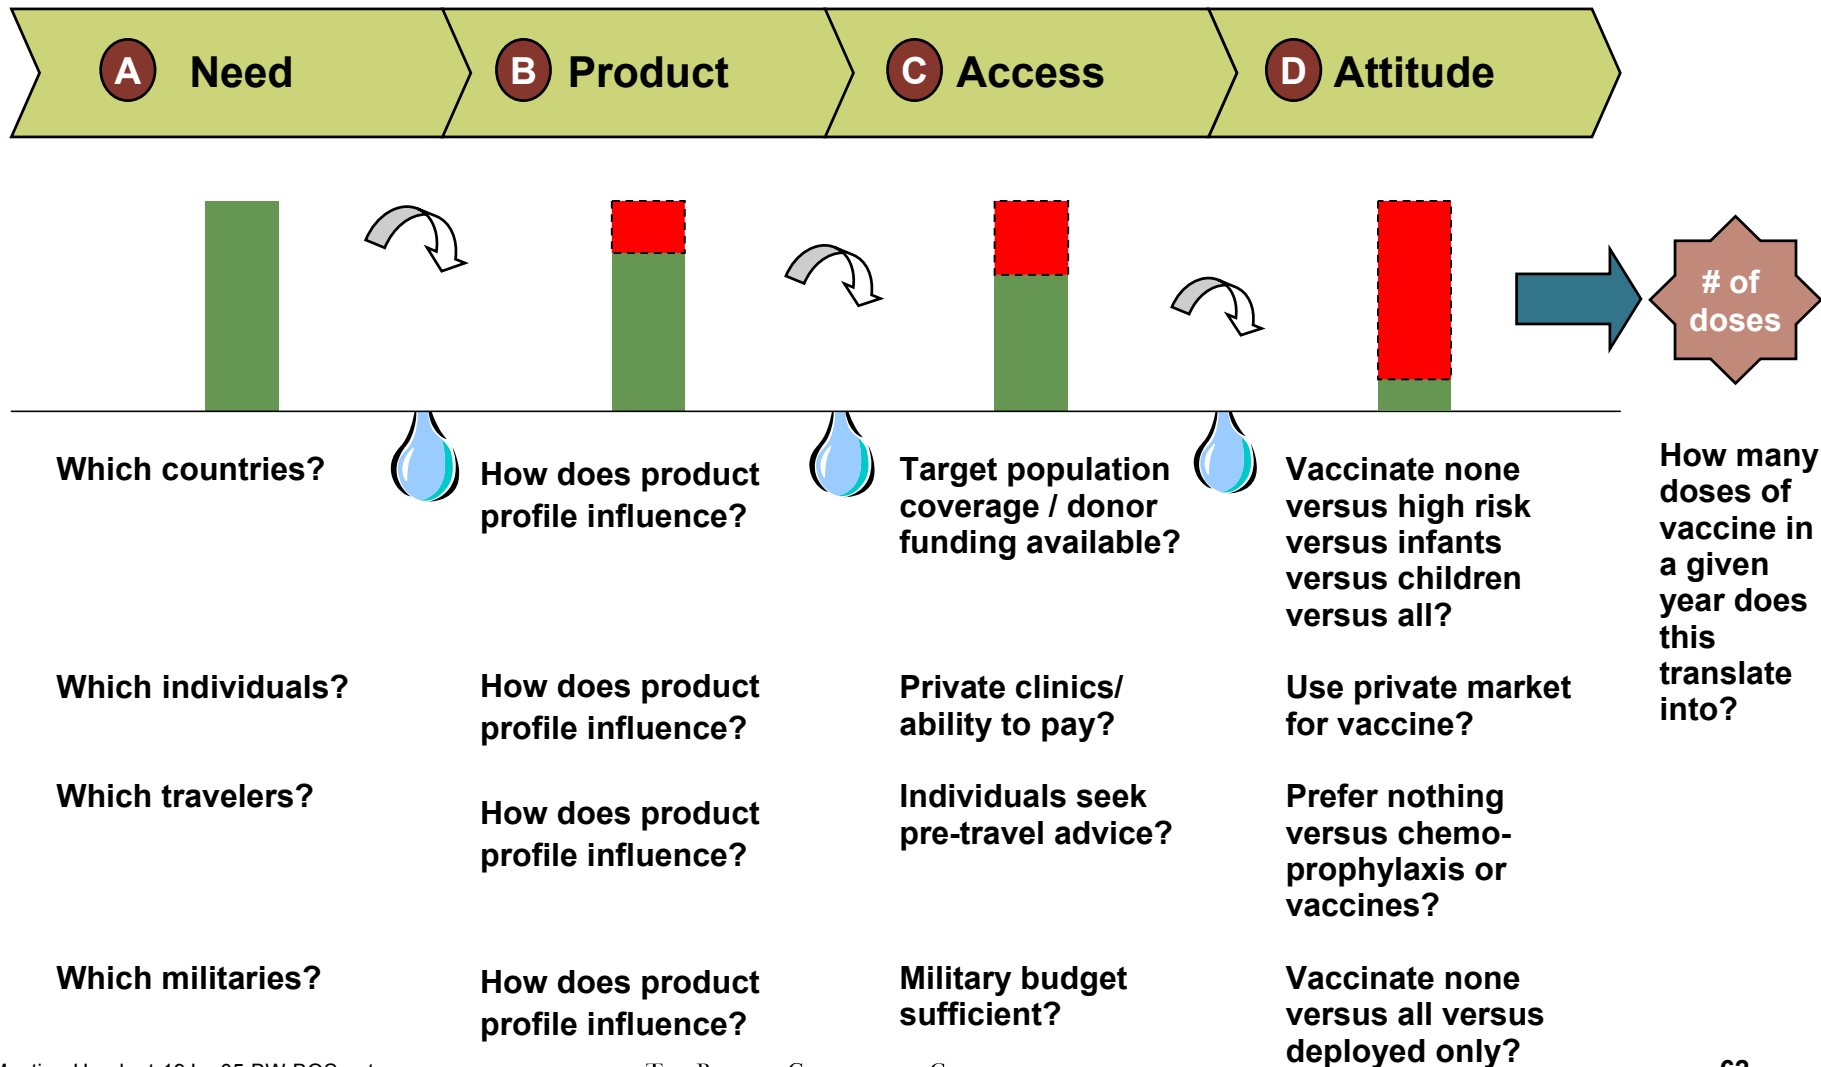 A Need
B Product
C Access
D Attitude
# of
doses
Which countries?
How does product
profile influence?
Target population
coverage / donor
funding available?
Vaccinate none
versus high risk
versus infants
versus children
versus all?
How many
doses of
vaccine in
a given
year does
this
translate
into?
Which individuals?
How does product
profile influence?
Private clinics/
ability to pay?
Use private market
for vaccine?
Which travelers?
How does product
profile influence?
Individuals seek
pre-travel advice?
Prefer nothing
versus chemo-
prophylaxis or
vaccines?
Which militaries?
How does product
profile influence?
Military budget
sufficient?
Vaccinate none
versus all versus
deployed only?